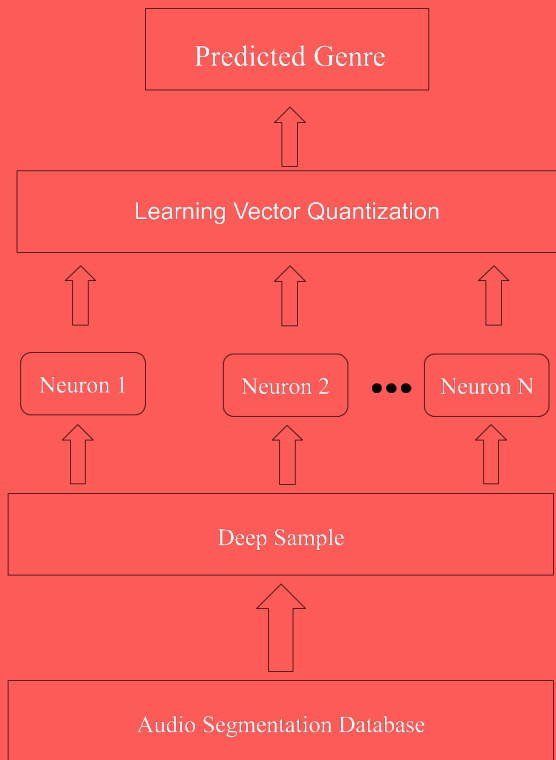 Predicted Genre
Learning Vector Quantization
Neuron 1
Neuron 2
Neuron N
Deep Sample
Audio Segmentation Database